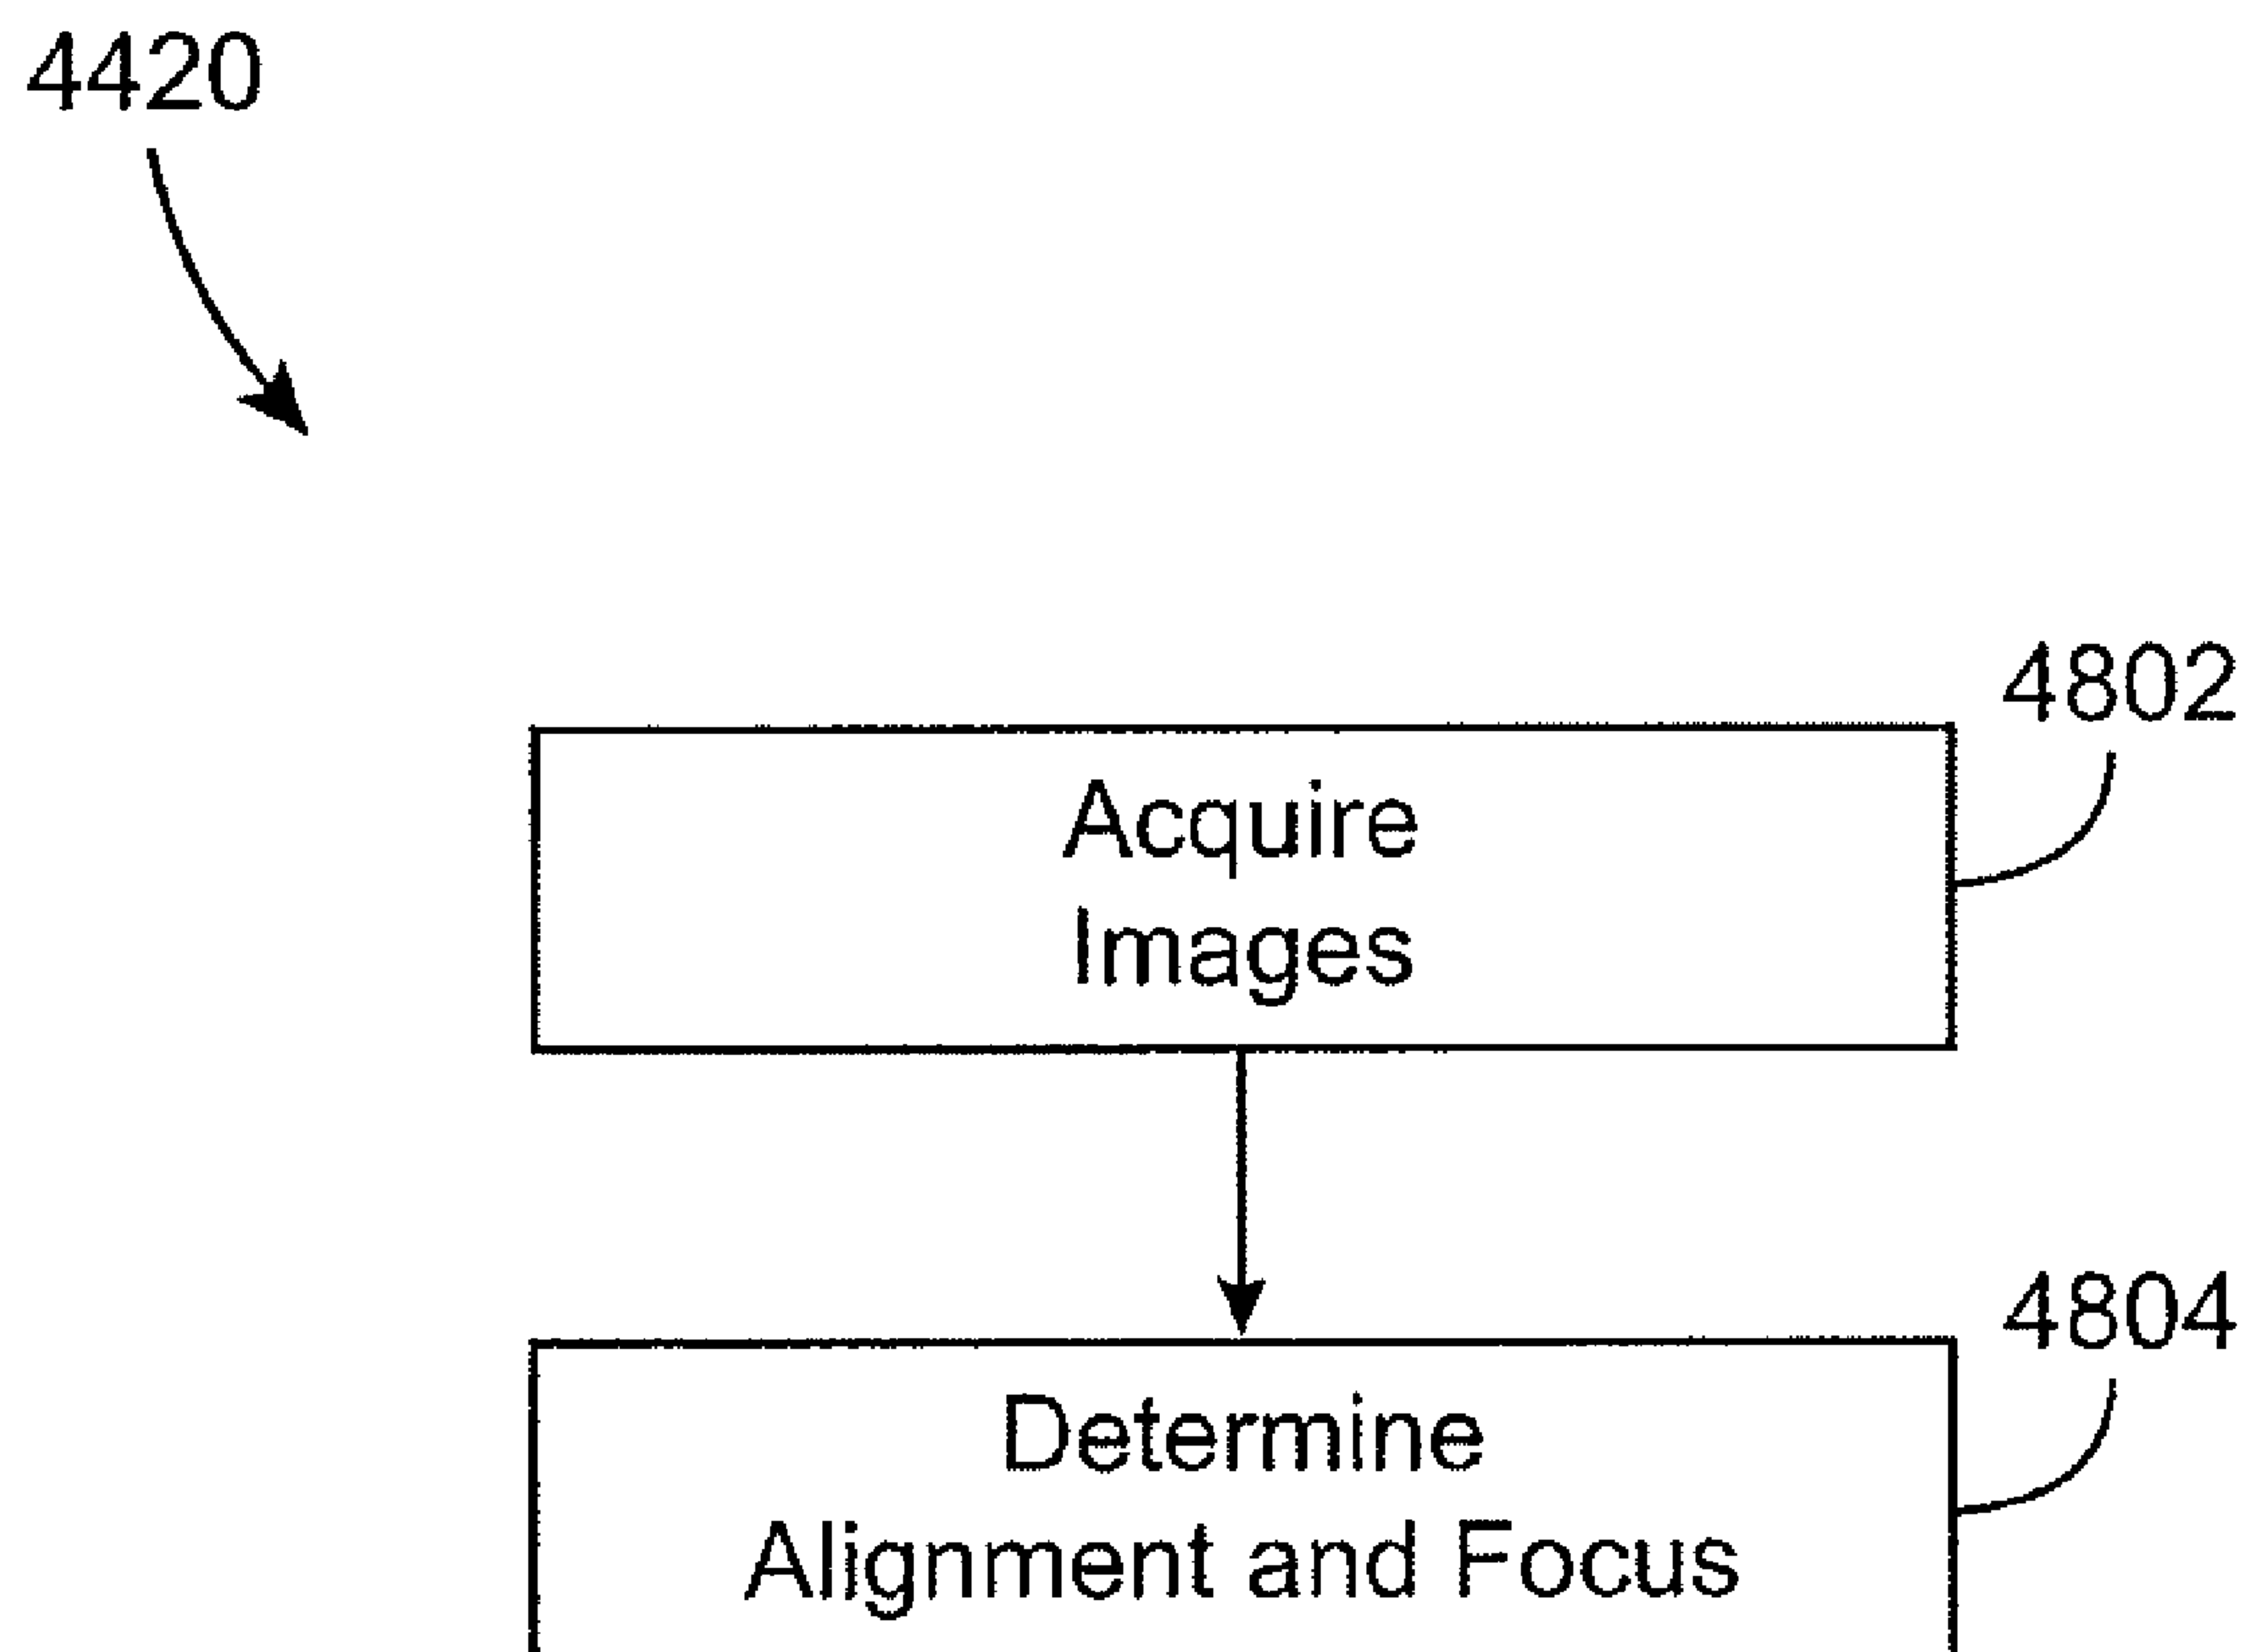 4420
4802
Acquire
Images
4804
Determine
Alignment and Focus